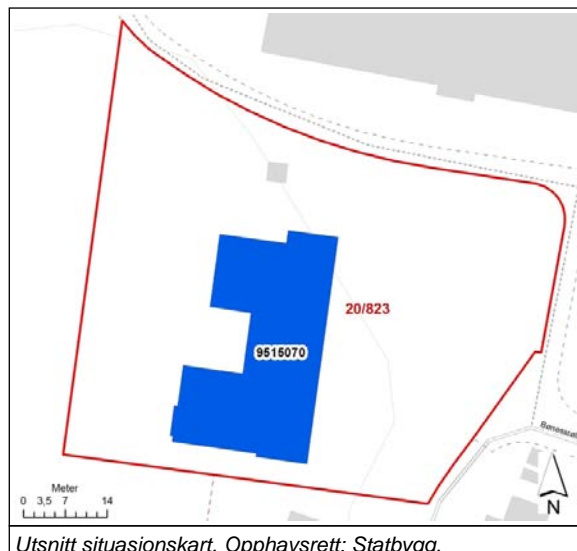 20/823
9515070
Meter
0 3,5 7 14
N
Utsnitt situasjonskart. Opphavsrett: Statbygg.